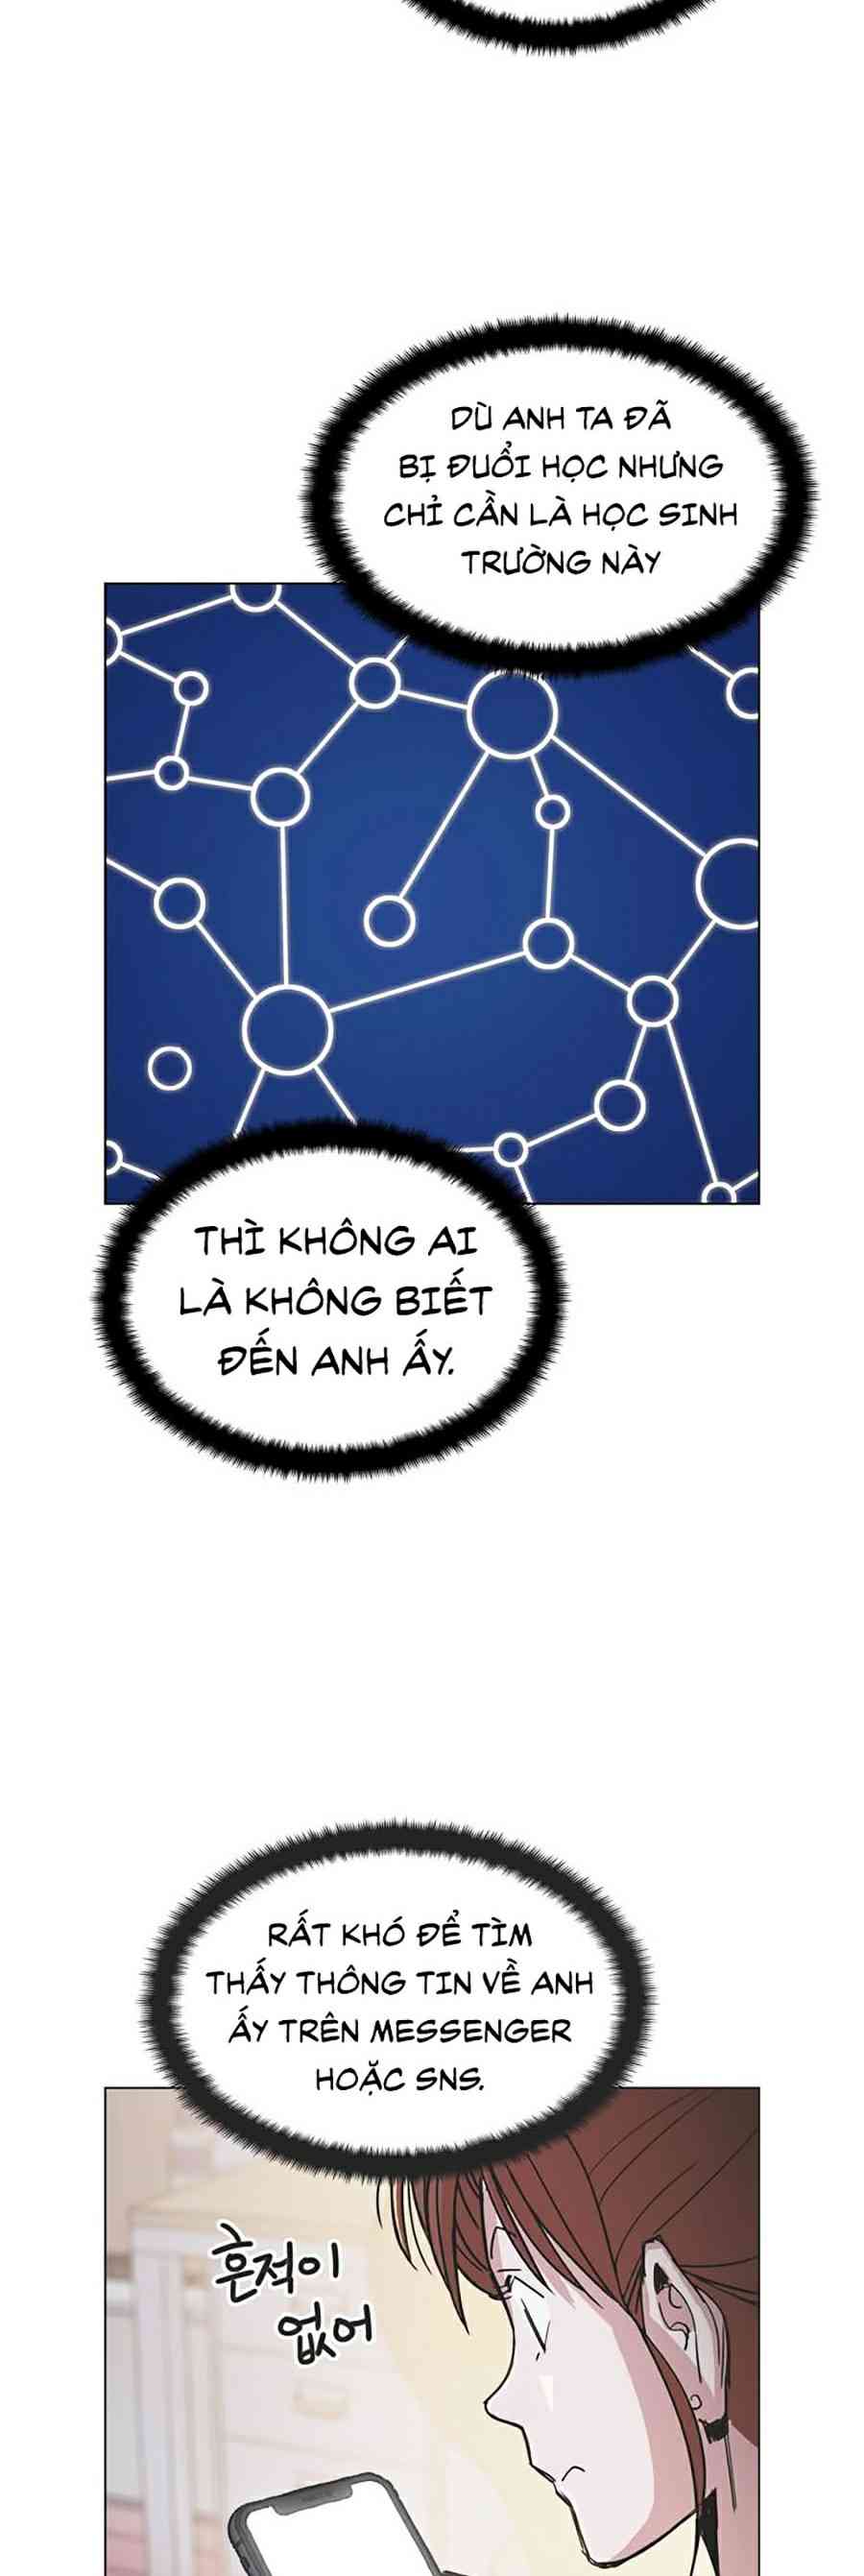 DÙ ANH TA ĐÃ
BỊ ĐUỔI HỌC NHƯNG
CHỈ CẦN LÀ HỌC SINH
TRƯỜNG NÀY
THÌ KHÔNG AI
LÀ KHÔNG BIẾT
ĐẾN ANH ẤY.
RẤT KHÓ ĐỂ TÌM
THẤY THÔNG TIN VỀ ANH
ẤY TRÊN MESSENGER
HOẶC SNS.
흔적이
없어